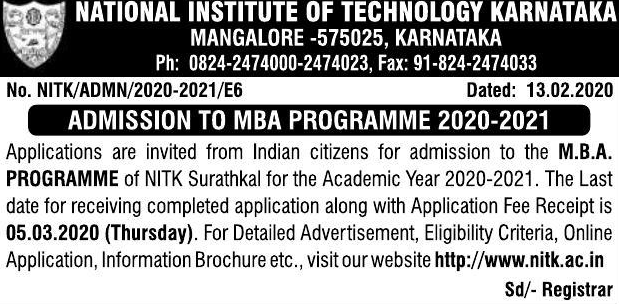 NATIONAL INSTITUTE OF TECHNOLOGY KARNATAKA
MANGALORE -575025, KARNATAKA
Ph: 0824-2474000-2474023, Fax: 91-824-2474033
No. NITK/ADMN/2020-2021/E6 Dated: 13.02.2020
ADMISSION TO MBA PROGRAMME 2020-2021
Applications are invited from Indian citizens for admission to the M.B.A.
PROGRAMME of NITK Surathkal for the Academic Year 2020-2021. The Last
date for receiving completed application along with Application Fee Receipt is
05.03.2020 (Thursday). For Detailed Advertisement, Eligibility Criteria, Online
Application, Information Brochure etc., visit our website http://www.nitk.ac.in
Sd/- Registrar